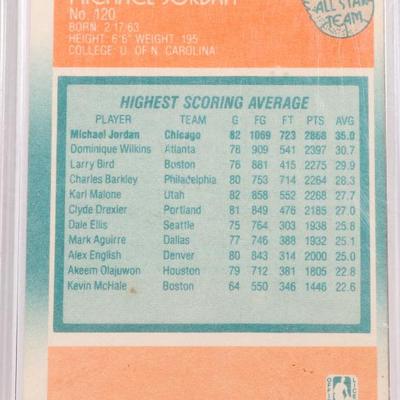 MICHAEL JORDAN
No. 120
BORN: 2·17·63
HEIGHT: 6'6" WEIGHT: 195
COLLEGE: U. OF N. CAROLINA
ALL STAR
TEAM
HIGHEST SCORING AVERAGE
PLAYER TEAM G FG FT PTS AVG
Michael Jordan Chicago 82 1069 723 2868 35.0
Dominique Wilkins Atlanta 78 909 541 2397 30.7
Larry Bird Boston 76 881 415 2275 29.9
Charles Barkley Philadelphia 80 753 714 2264 28.3
Karl Malone Utah 82 858 552 2268 27.7
Clyde Drexler Portland 81 849 476 2185 27.0
Dale Ellis Seattle 75 764 303 1938 25.8
Mark Aguirre Dallas 77 746 388 1932 25.1
Alex English Denver 80 843 314 2000 25.0
Akeem Olajuwon Houston 79 712 381 1805 22.8
Kevin McHale Boston 64 550 346 1446 22.6